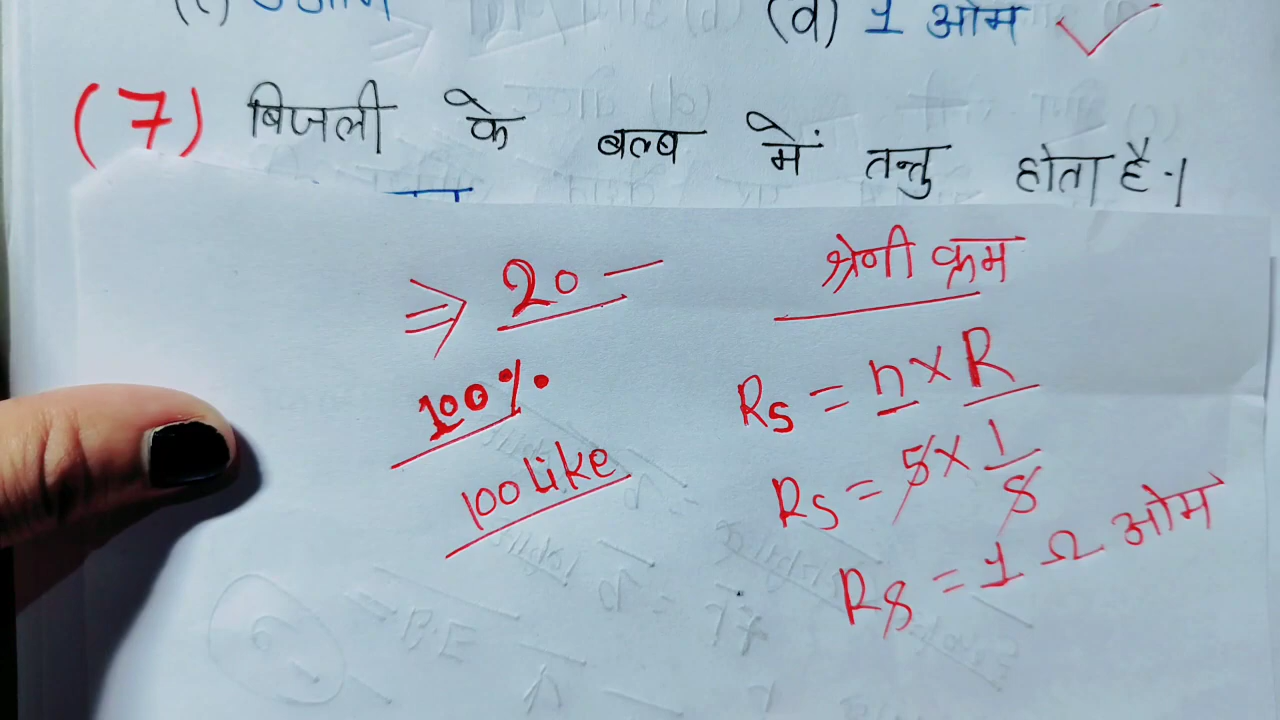 (d) 1 ओम
(7) बिजली के बल्ब में तन्तु होता है ।
⇒ 20 —
100%
100 like
श्रेणी क्रम
Rs = n × R
Rs = 5 × 1/5
Rs = 1 Ω ओम